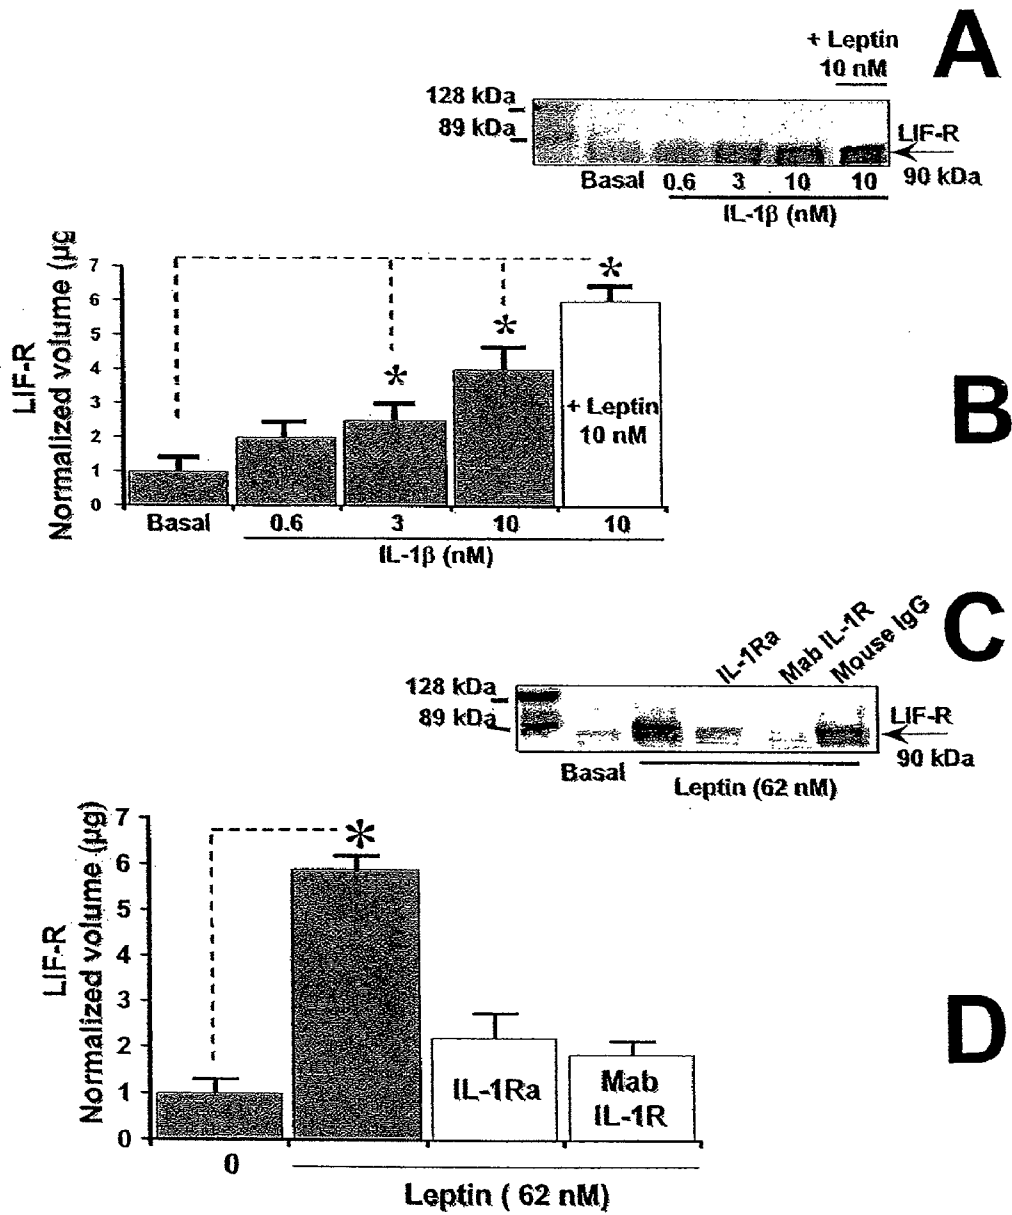 + Leptin
10 nM
A
128 kDa
89 kDa
LIF-R
90 kDa
Basal 0.6 3 10 10
IL-1β (nM)
LIF-R
Normalized volume (µg
7
6
5
4
3
2
1
0
*
*
*
+ Leptin
10 nM
B
Basal 0.6 3 10 10
IL-1β (nM)
C
IL-1Ra
Mab IL-1R
Mouse IgG
128 kDa
89 kDa
LIF-R
90 kDa
Basal
Leptin (62 nM)
LIF-R
Normalized volume (µg)
7
6
5
4
3
2
1
0
*
IL-1Ra
Mab
IL-1R
D
0
Leptin ( 62 nM)